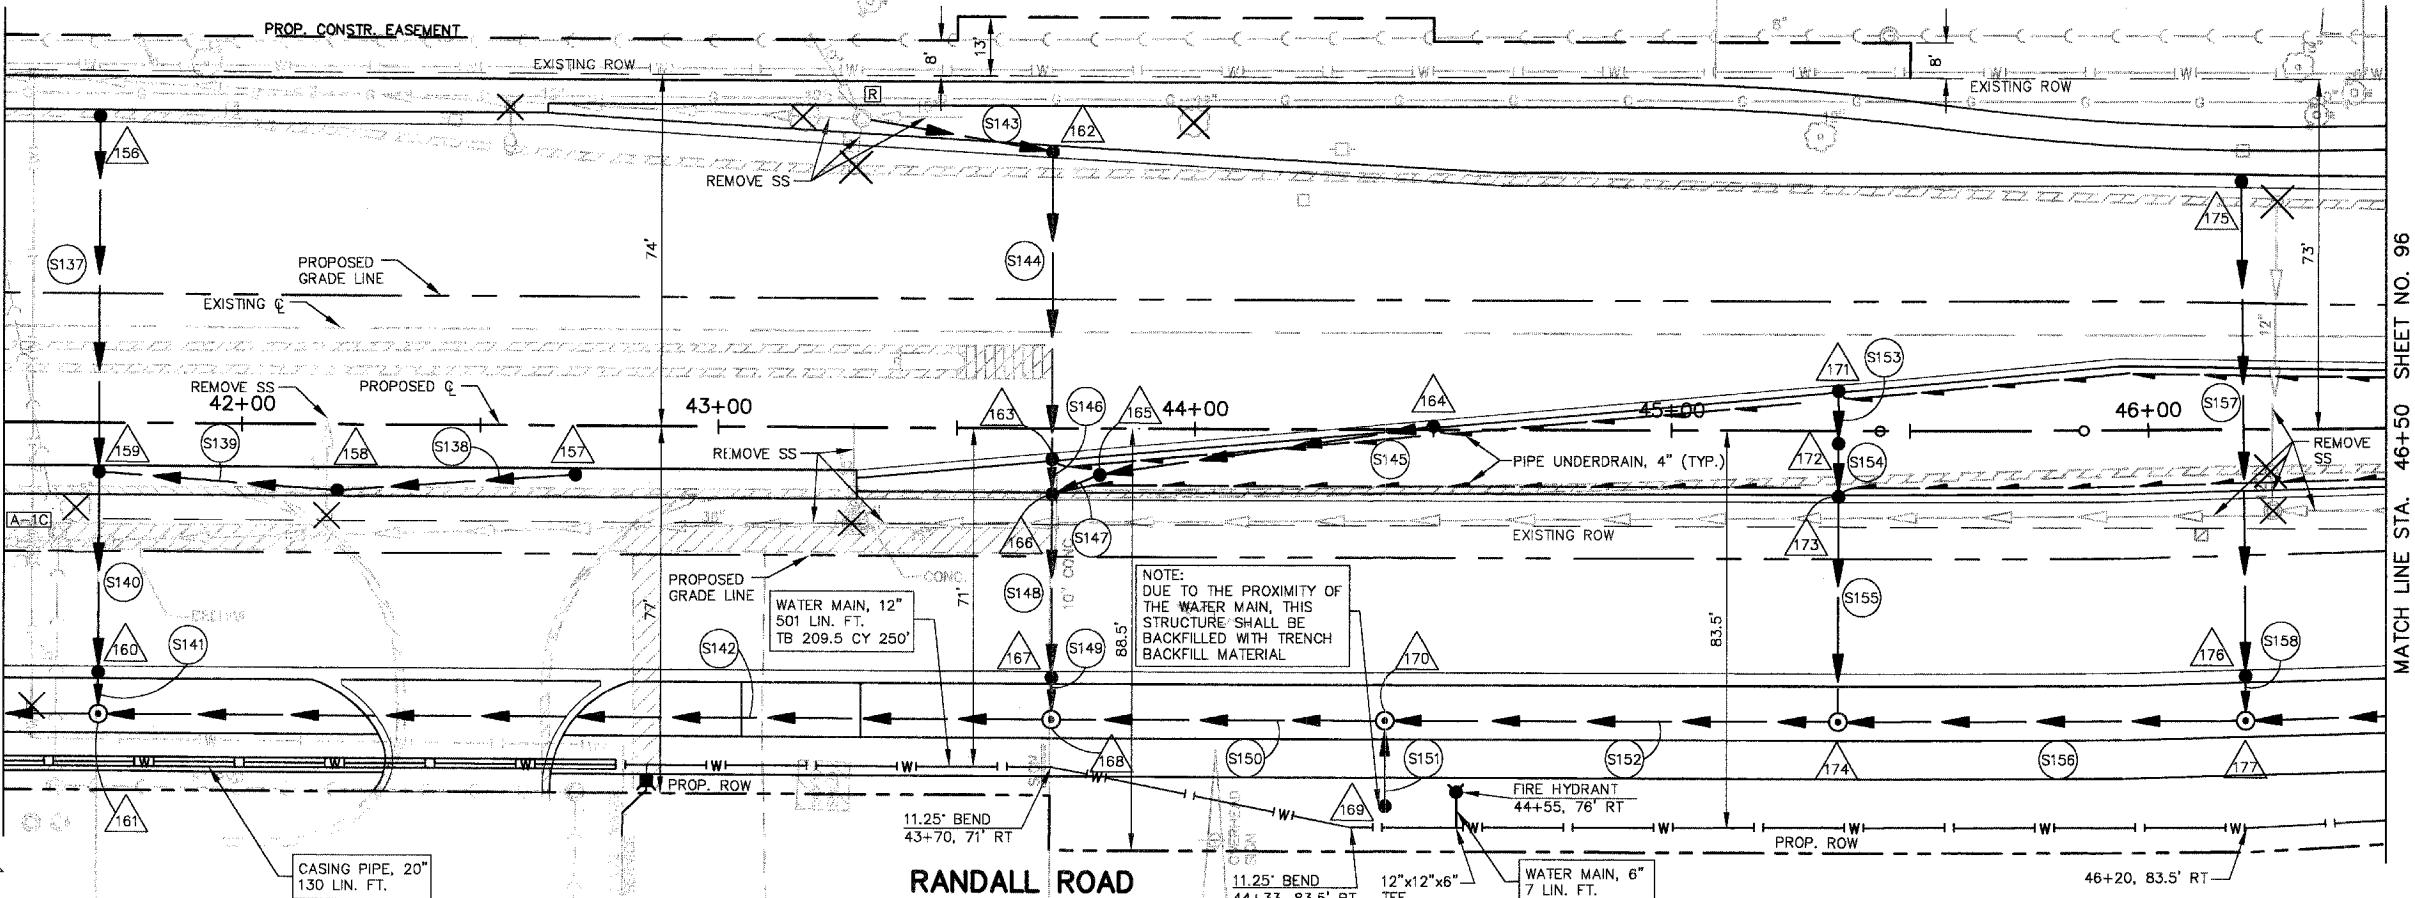 PROP. CONSTR. EASEMENT
EXISTING ROW
8'
13'
8"
8'
EXISTING ROW
R
S143
162
156
REMOVE SS
175
S137
74'
S144
73'
PROPOSED
GRADE LINE
EXISTING ℄
12"
MATCH LINE STA. 46+50 SHEET NO. 96
REMOVE SS
PROPOSED ℄
42+00
43+00
44+00
45+00
46+00
163
S146
165
164
171
S153
S157
159
S139
158
S138
157
REMOVE SS
S145
PIPE UNDERDRAIN, 4" (TYP.)
172
S154
REMOVE
SS
A-1C
166
S147
EXISTING ROW
173
S140
PROPOSED
GRADE LINE
CONC.
77'
WATER MAIN, 12"
501 LIN. FT.
TB 209.5 CY 250'
71'
S148
10' CONC
88.5'
NOTE:
DUE TO THE PROXIMITY OF
THE WATER MAIN, THIS
STRUCTURE SHALL BE
BACKFILLED WITH TRENCH
BACKFILL MATERIAL
S155
83.5'
160
S141
S142
167
S149
170
176
S158
W
W
W
W
W
PROP. ROW
168
S150
S151
S152
174
S156
177
161
11.25° BEND
43+70, 71' RT
W
W
169
FIRE HYDRANT
44+55, 76' RT
W
W
W
W
PROP. ROW
CASING PIPE, 20"
130 LIN. FT.
RANDALL ROAD
11.25° BEND
44+33, 83.5' RT
12"x12"x6"
TEE
WATER MAIN, 6"
7 LIN. FT.
46+20, 83.5' RT